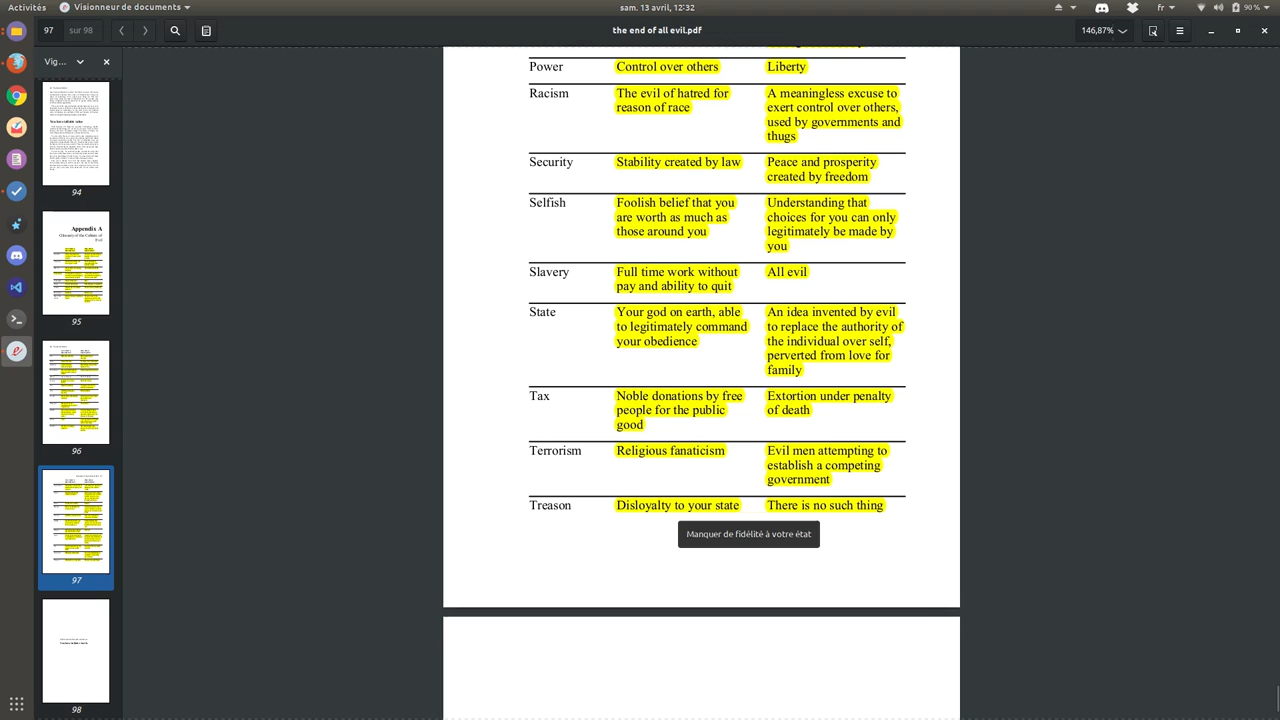 Activités
Visionneur de documents
sam. 13 avril, 12:32
fr
90 %
97
sur 98
the end of all evil.pdf
146,87%
Vig…
94
Appendix A
Glossary of the Culture of
Evil
95
96
97
98
Power Control over others Liberty
Racism The evil of hatred for A meaningless excuse to
reason of race exert control over others,
used by governments and
thugs
Security Stability created by law Peace and prosperity
created by freedom
Selfish Foolish belief that you Understanding that
are worth as much as choices for you can only
those around you legitimately be made by
you
Slavery Full time work without All evil
pay and ability to quit
State Your god on earth, able An idea invented by evil
to legitimately command to replace the authority of
your obedience the individual over self,
perverted from love for
family
Tax Noble donations by free Extortion under penalty
people for the public of death
good
Terrorism Religious fanaticism Evil men attempting to
establish a competing
government
Treason Disloyalty to your state There is no such thing
Manquer de fidélité à votre état